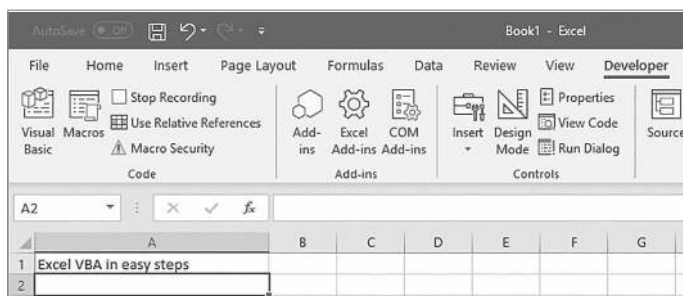 AutoSave Off Book1 - Excel
File Home Insert Page Layout Formulas Data Review View Developer
Stop Recording
Use Relative References
Macro Security
Visual Basic
Macros
Code
Add-ins
Excel Add-ins
COM Add-ins
Add-ins
Insert
Design Mode
Properties
View Code
Run Dialog
Controls
Source
A2 fx
A B C D E F G
1 Excel VBA in easy steps
2